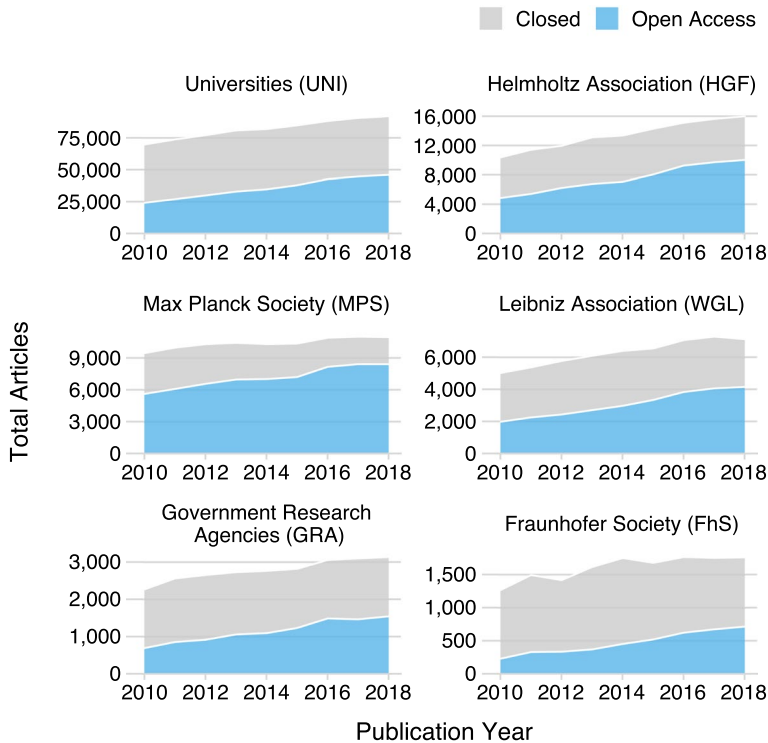 Closed Open Access
Universities (UNI)
75,000
50,000
25,000
0
2010 2012 2014 2016 2018
Helmholtz Association (HGF)
16,000
12,000
8,000
4,000
0
2010 2012 2014 2016 2018
Max Planck Society (MPS)
9,000
6,000
3,000
0
2010 2012 2014 2016 2018
Leibniz Association (WGL)
6,000
4,000
2,000
0
2010 2012 2014 2016 2018
Government Research
Agencies (GRA)
3,000
2,000
1,000
0
2010 2012 2014 2016 2018
Fraunhofer Society (FhS)
1,500
1,000
500
0
2010 2012 2014 2016 2018
Total Articles
Publication Year